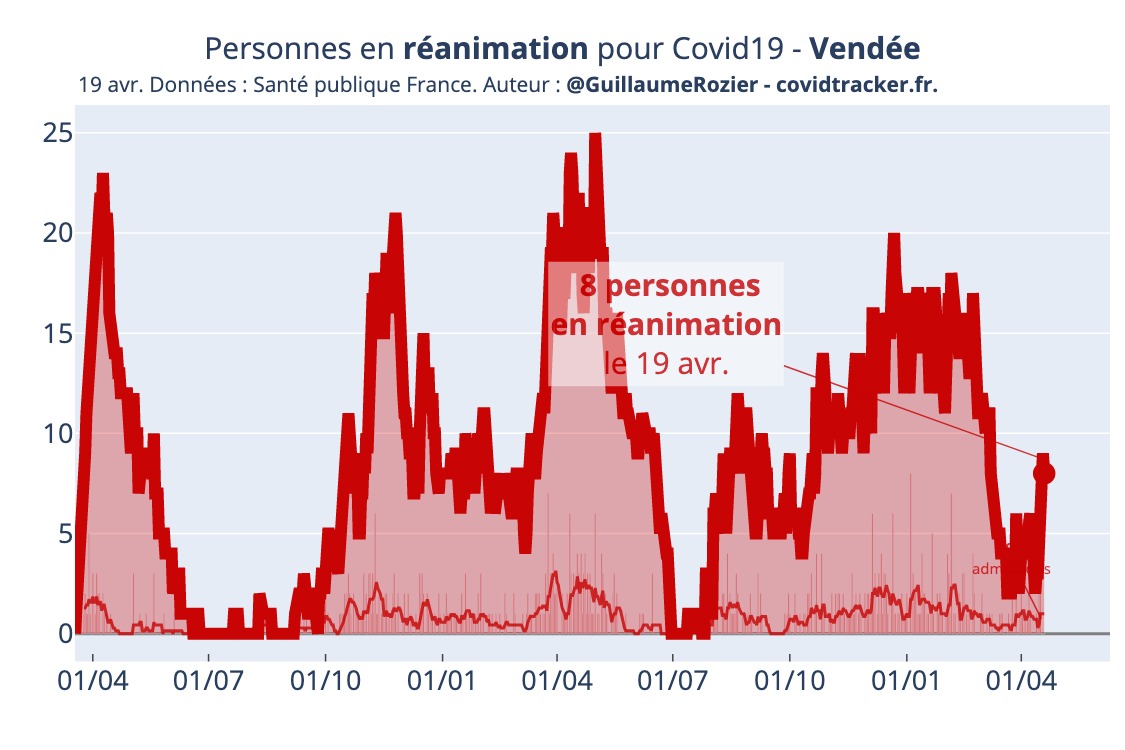 Personnes en réanimation pour Covid19 - Vendée
19 avr. Données : Santé publique France. Auteur : @GuillaumeRozier - covidtracker.fr.
25
20
15
10
5
0
8 personnes
en réanimation
le 19 avr.
01/04 01/07 01/10 01/01 01/04 01/07 01/10 01/01 01/04